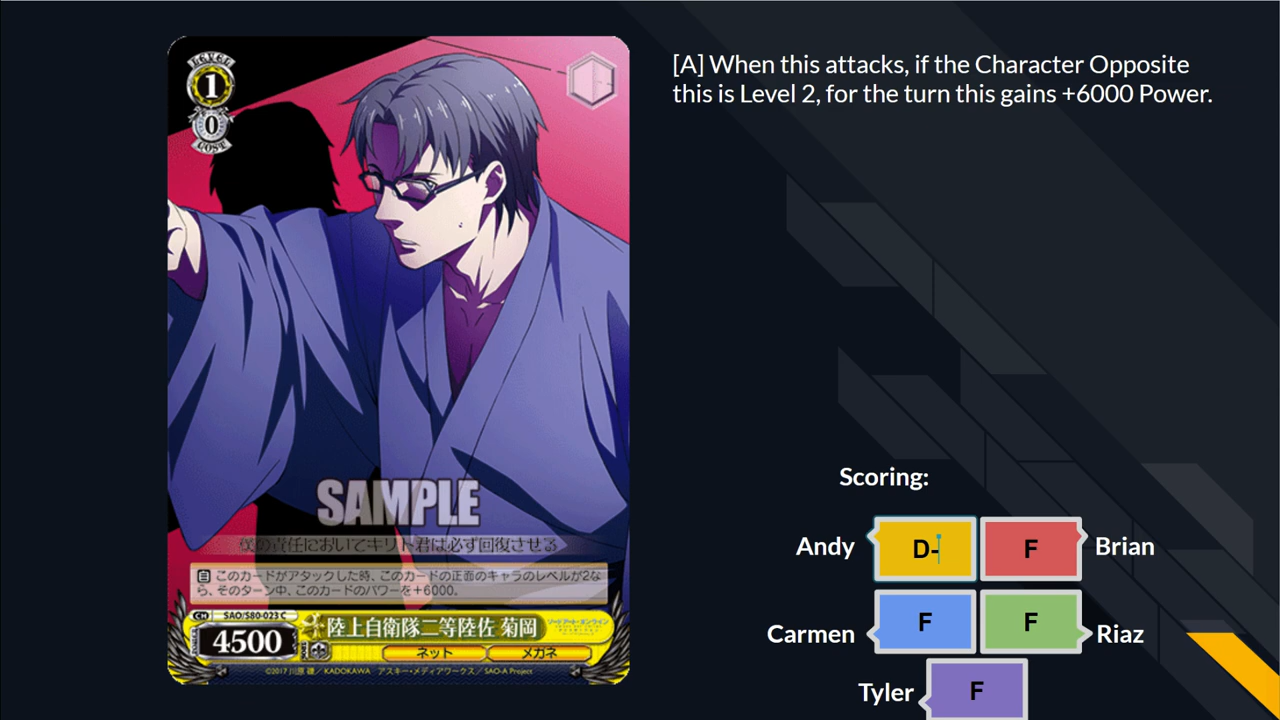 LEVEL
1
0
COST
[A] When this attacks, if the Character Opposite
this is Level 2, for the turn this gains +6000 Power.
SAMPLE
僕の責任においてキリト君は必ず回復させる
このカードがアタックした時、このカードの正面のキャラのレベルが2な
ら、そのターン中、このカードのパワーを+6000。
CH SAO/S80-023 C
4500
陸上自衛隊二等陸佐 菊岡
ネット
メガネ
©2017 川原 礫/KADOKAWA アスキー・メディアワークス/SAO-A Project
Scoring:
Andy D- F Brian
Carmen F F Riaz
Tyler F